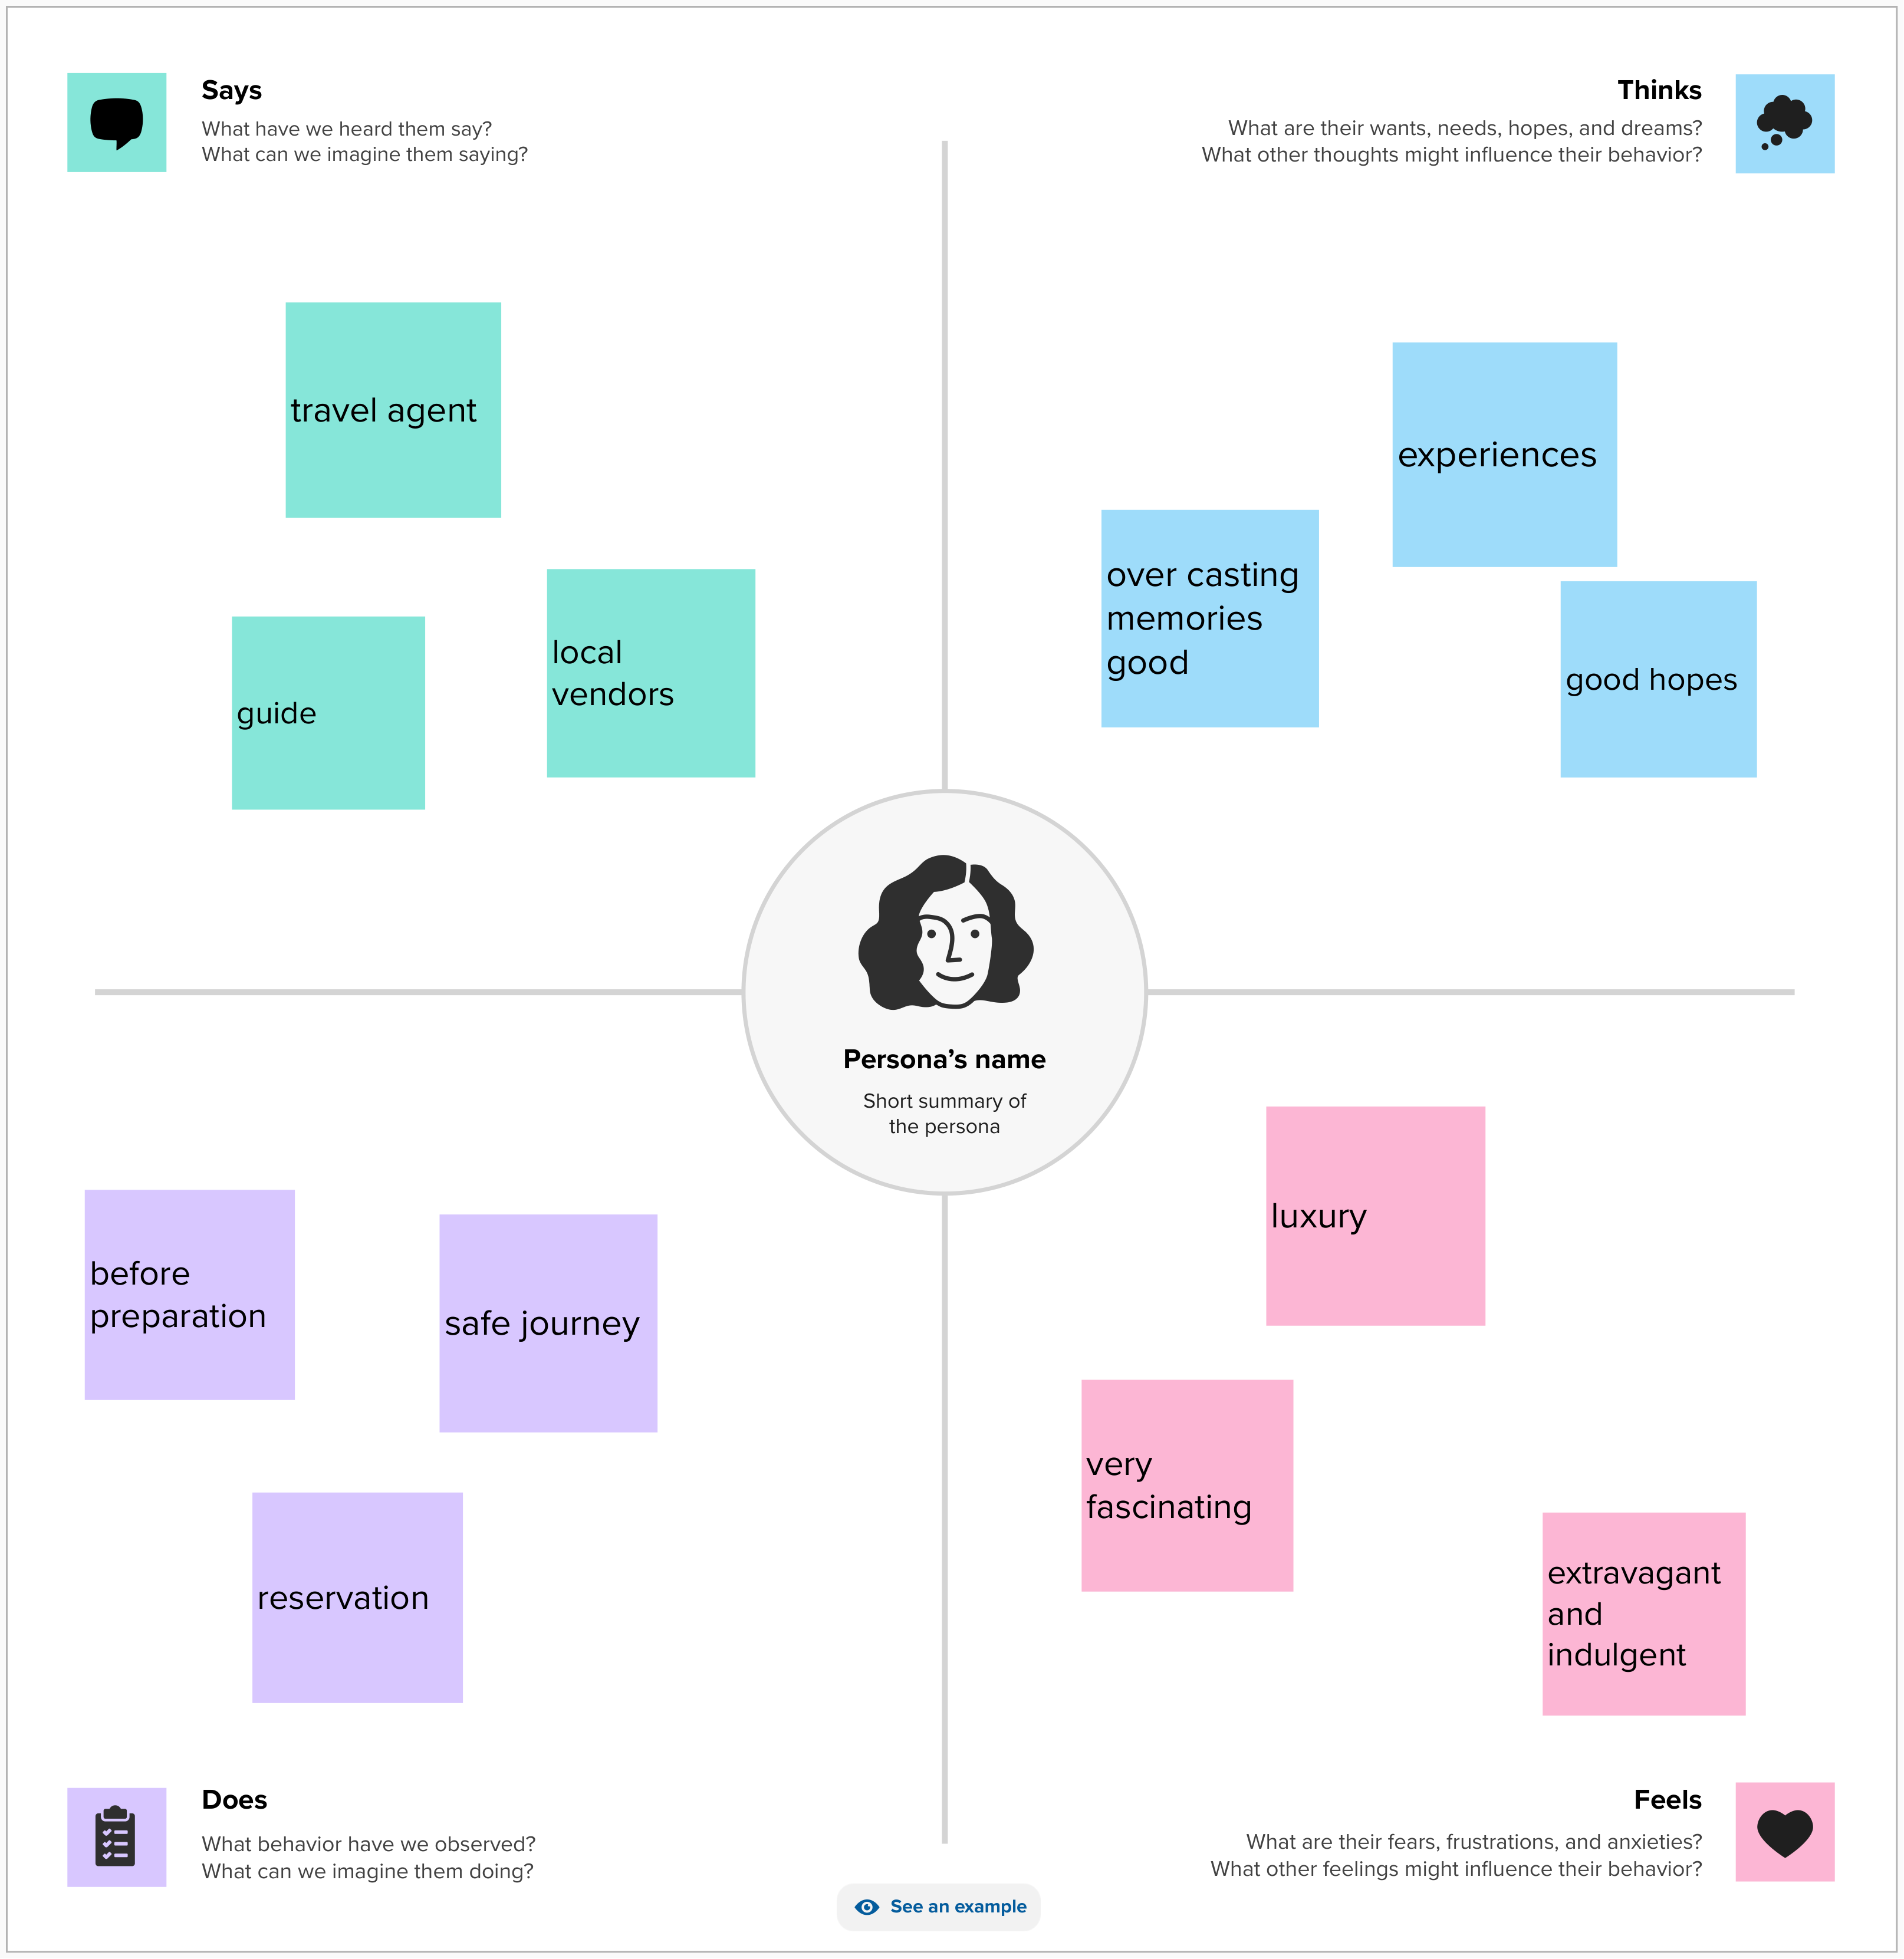 Says
What have we heard them say?
What can we imagine them saying?
Thinks
What are their wants, needs, hopes, and dreams?
What other thoughts might influence their behavior?
travel agent
guide
local
vendors
experiences
over casting
memories
good
good hopes
Persona’s name
Short summary of
the persona
before
preparation
safe journey
reservation
luxury
very
fascinating
extravagant
and
indulgent
Does
What behavior have we observed?
What can we imagine them doing?
Feels
What are their fears, frustrations, and anxieties?
What other feelings might influence their behavior?
See an example